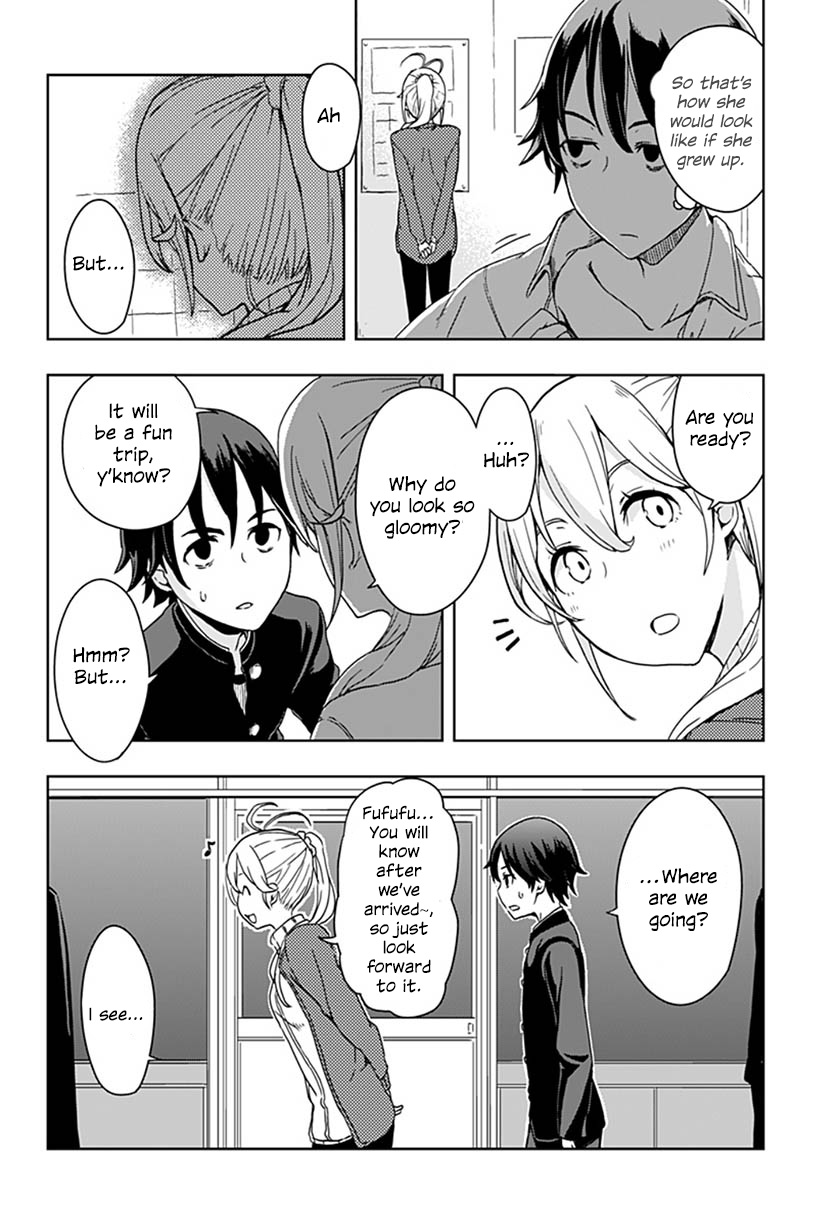 So that's
how she
would look
like if she
grew up.
Ah
But...
Are you
ready?
...
Huh?
Why do
you look so
gloomy?
It will
be a fun
trip,
y'know?
Hmm?
But...
...Where
are we
going?
Fufufu...
You will
know
after
we've
arrived~,
so just
look
forward
to it.
I see...